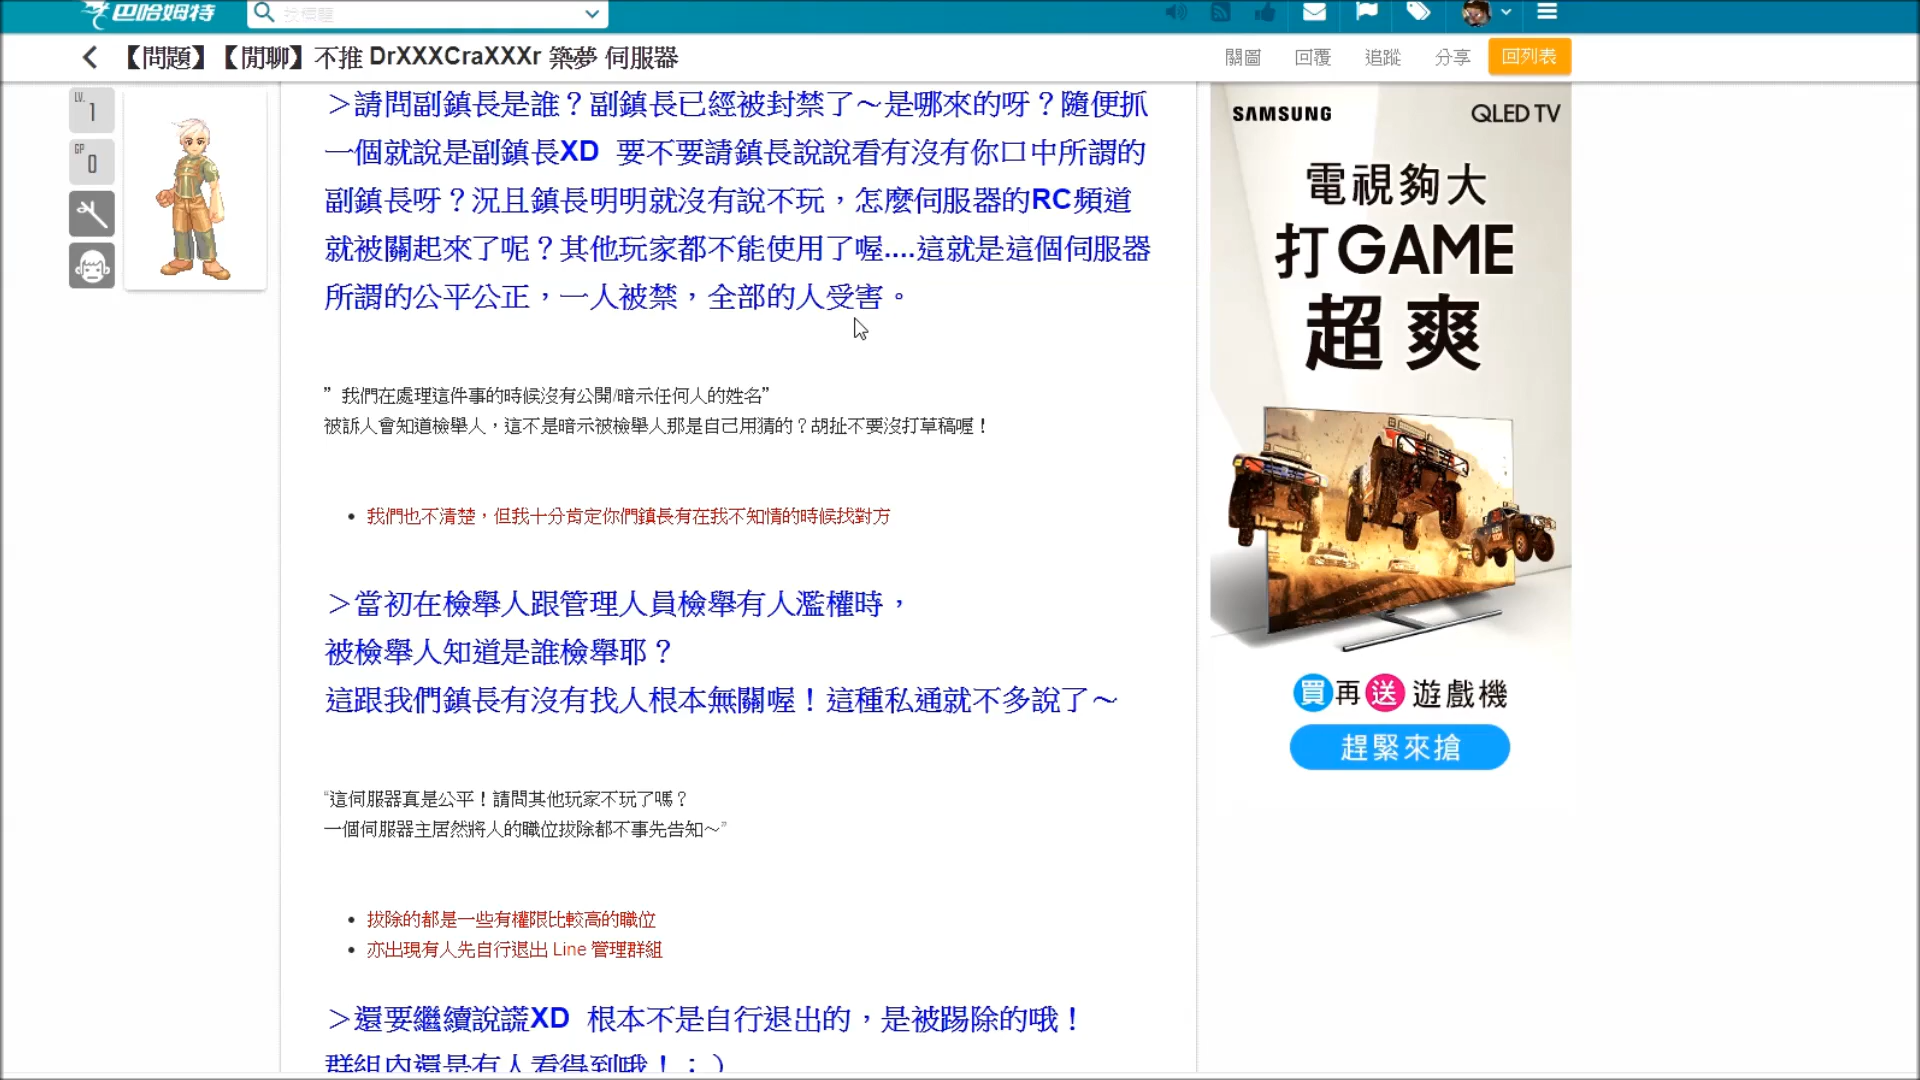 巴哈姆特
找標題
【問題】【閒聊】不推 DrXXXCraXXXr 築夢 伺服器
關圖
回覆
追蹤
分享
回列表
LV.
1
GP
0
＞請問副鎮長是誰？副鎮長已經被封禁了～是哪來的呀？隨便抓
一個就說是副鎮長XD 要不要請鎮長說說看有沒有你口中所謂的
副鎮長呀？況且鎮長明明就沒有說不玩，怎麼伺服器的RC頻道
就被關起來了呢？其他玩家都不能使用了喔....這就是這個伺服器
所謂的公平公正，一人被禁，全部的人受害。
”我們在處理這件事的時候沒有公開/暗示任何人的姓名”
被訴人會知道檢舉人，這不是暗示被檢舉人那是自己用猜的？胡扯不要沒打草稿喔！
• 我們也不清楚，但我十分肯定你們鎮長有在我不知情的時候找對方
＞當初在檢舉人跟管理人員檢舉有人濫權時，
被檢舉人知道是誰檢舉耶？
這跟我們鎮長有沒有找人根本無關喔！這種私通就不多說了～
“這伺服器真是公平！請問其他玩家不玩了嗎？
一個伺服器主居然將人的職位拔除都不事先告知～”
• 拔除的都是一些有權限比較高的職位
• 亦出現有人先自行退出 Line 管理群組
＞還要繼續說謊XD 根本不是自行退出的，是被踢除的哦！
群組內還是有人看得到哦！：）
SAMSUNG
QLED TV
電視夠大
打GAME
超爽
買再送遊戲機
趕緊來搶